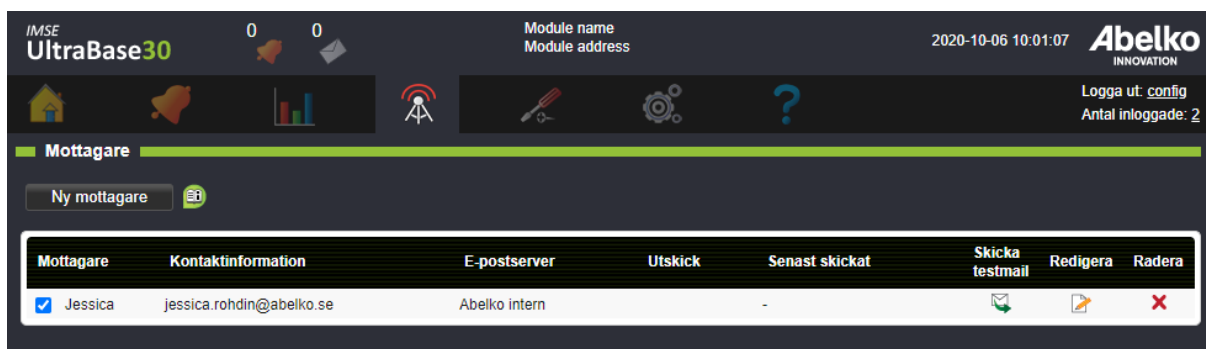 IMSE
UltraBase30
0 0
Module name
Module address
2020-10-06 10:01:07
Abelko
INNOVATION
Logga ut: config
Antal inloggade: 2
Mottagare
Ny mottagare
Mottagare Kontaktinformation E-postserver Utskick Senast skickat Skicka testmail Redigera Radera
Jessica jessica.rohdin@abelko.se Abelko intern -